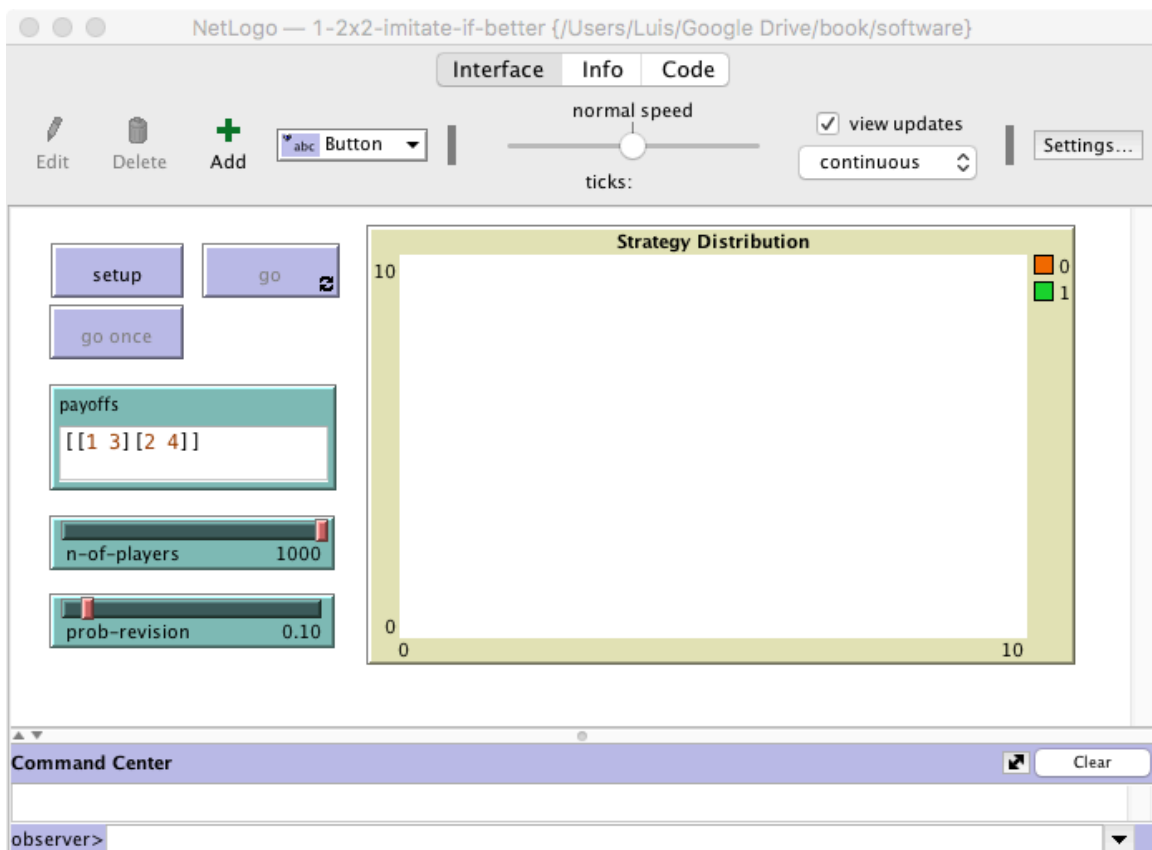 NetLogo — 1-2x2-imitate-if-better {/Users/Luis/Google Drive/book/software}
Interface Info Code
Edit
Delete
Add
abc Button
normal speed
ticks:
view updates
continuous
Settings...
setup
go
go once
payoffs
[[1 3][2 4]]
n-of-players 1000
prob-revision 0.10
Strategy Distribution
10
0
0
10
0
1
Command Center
Clear
observer>